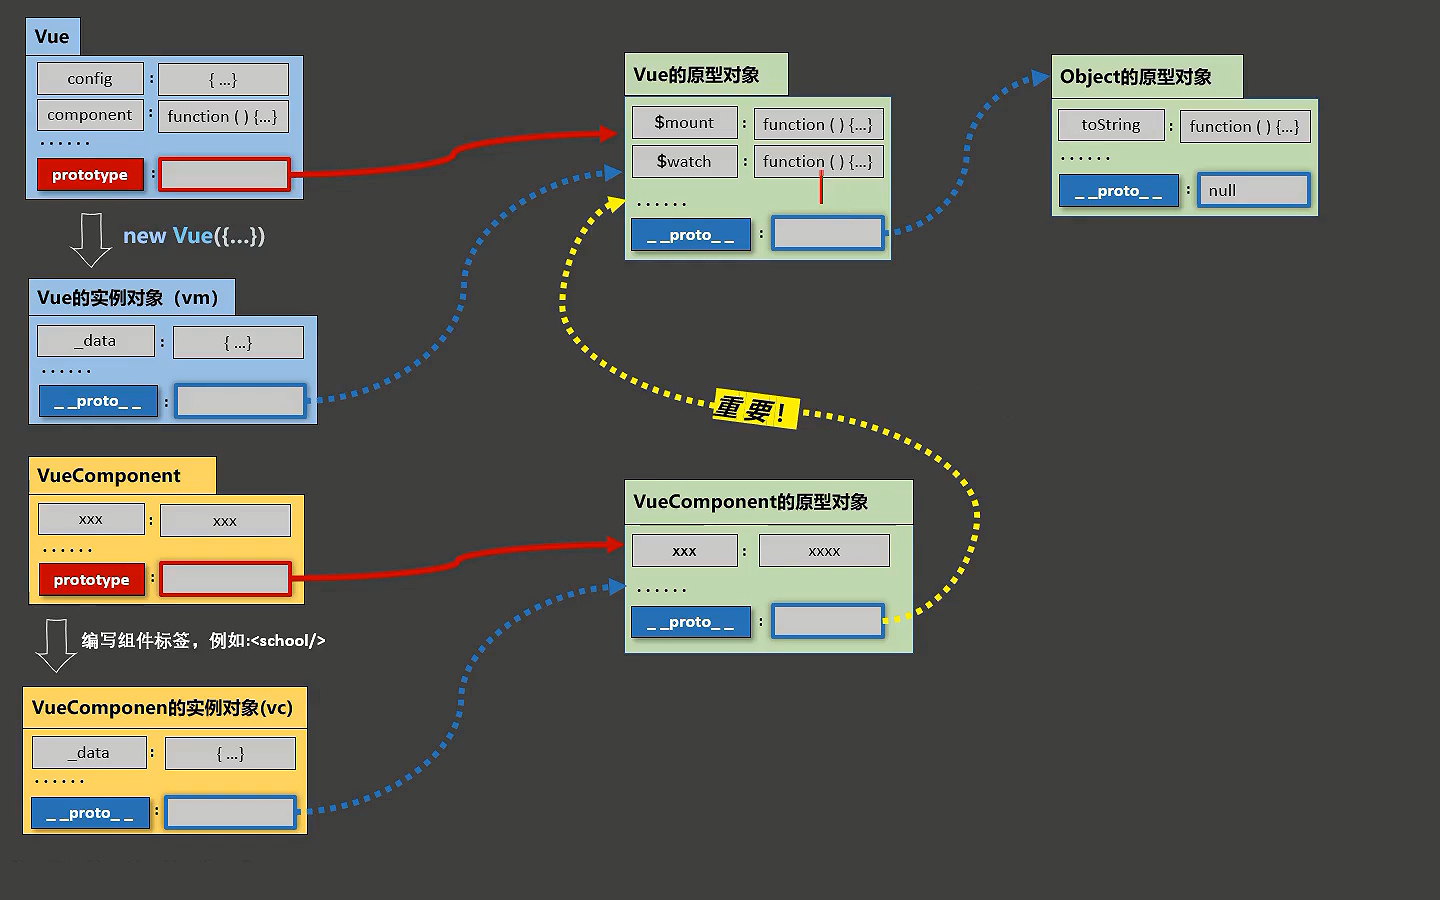 Vue
config : { ...}
component : function ( ) {...}
······
prototype :
new Vue({...})
Vue的实例对象（vm）
_data : { ...}
······
_ _proto_ _ :
VueComponent
xxx : xxx
······
prototype :
编写组件标签，例如:<school/>
VueComponen的实例对象(vc)
_data : { ...}
······
_ _proto_ _ :
Vue的原型对象
$mount : function ( ) {...}
$watch : function ( ) {...}
······
_ _proto_ _ :
重要！
VueComponent的原型对象
xxx : xxxx
······
_ _proto_ _ :
Object的原型对象
toString : function ( ) {...}
······
_ _proto_ _ : null